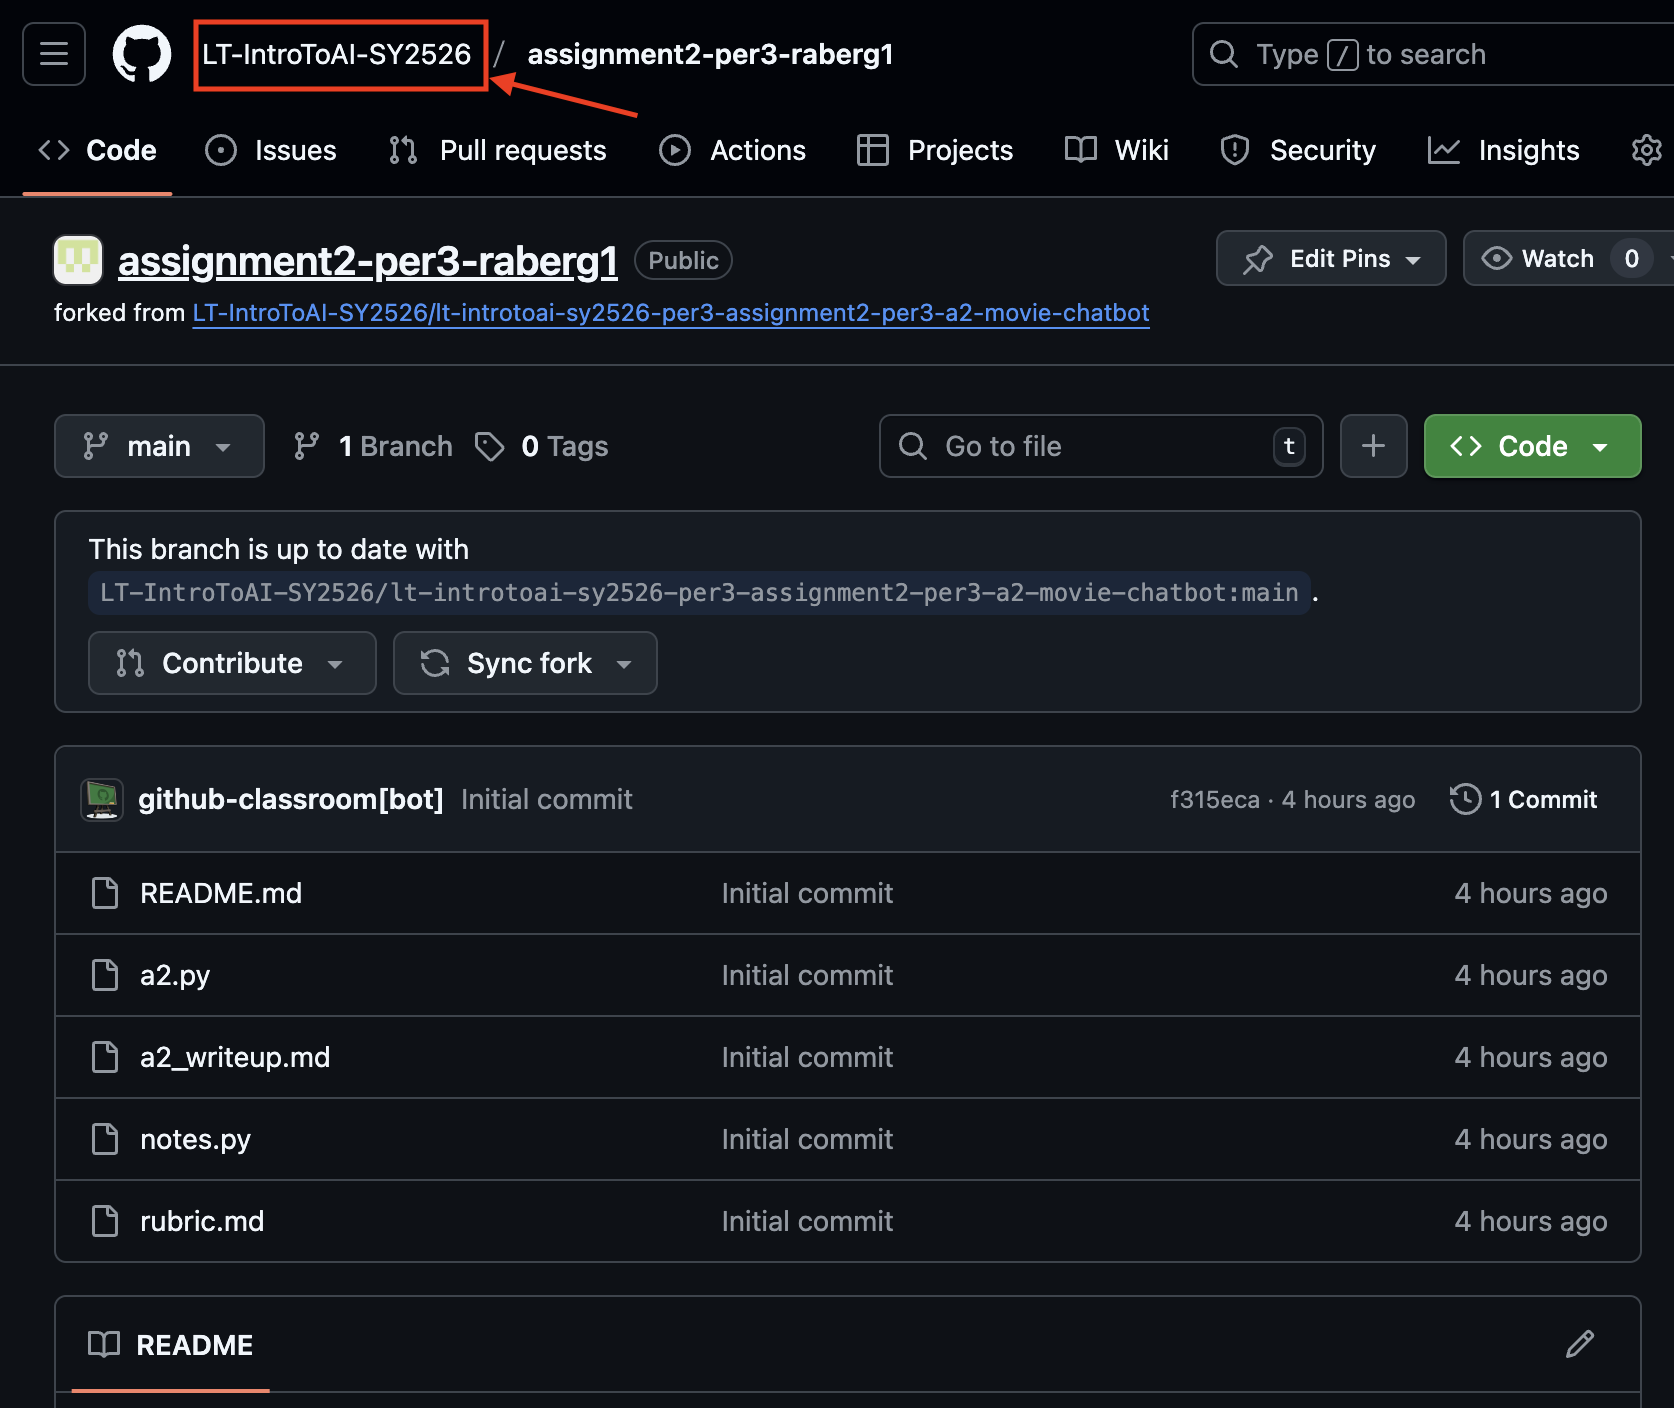 LT-IntroToAI-SY2526 / assignment2-per3-raberg1 Type / to search
Code Issues Pull requests Actions Projects Wiki Security Insights
assignment2-per3-raberg1 Public Edit Pins Watch 0
forked from LT-IntroToAI-SY2526/lt-introtoai-sy2526-per3-assignment2-per3-a2-movie-chatbot
main 1 Branch 0 Tags Go to file t + Code
This branch is up to date with
LT-IntroToAI-SY2526/lt-introtoai-sy2526-per3-assignment2-per3-a2-movie-chatbot:main .
Contribute Sync fork
github-classroom[bot] Initial commit f315eca · 4 hours ago 1 Commit
README.md Initial commit 4 hours ago
a2.py Initial commit 4 hours ago
a2_writeup.md Initial commit 4 hours ago
notes.py Initial commit 4 hours ago
rubric.md Initial commit 4 hours ago
README